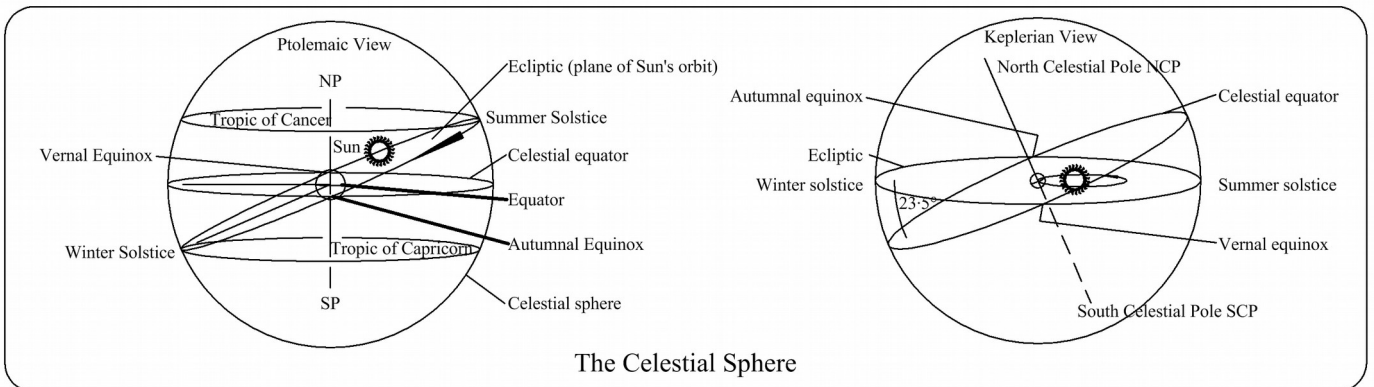 Ptolemaic View
NP
Ecliptic (plane of Sun's orbit)
Tropic of Cancer
Summer Solstice
Sun
Vernal Equinox
Celestial equator
Equator
Autumnal Equinox
Winter Solstice
Tropic of Capricorn
SP
Celestial sphere
Keplerian View
North Celestial Pole NCP
Autumnal equinox
Celestial equator
Ecliptic
Winter solstice
Summer solstice
23·5°
Vernal equinox
South Celestial Pole SCP
The Celestial Sphere